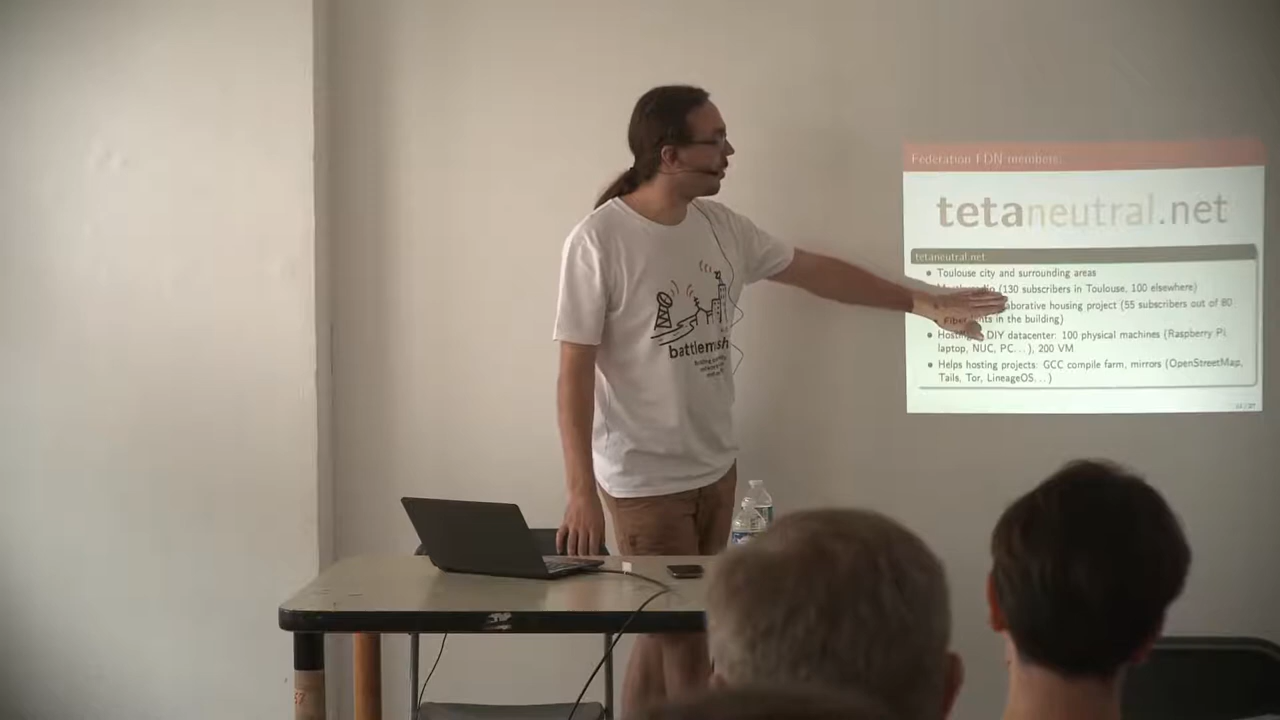 Federation FDN members
tetaneutral.net
tetaneutral.net
Toulouse city and surrounding areas
(130 subscribers in Toulouse, 100 elsewhere)
housing project (55 subscribers out of 80
in the building)
DIY datacenter: 100 physical machines (Raspberry Pi,
laptop, NUC, PC...), 200 VM
Helps hosting projects: GCC compile farm, mirrors (OpenStreetMap,
Tails, Tor, LineageOS...)
battlemesh